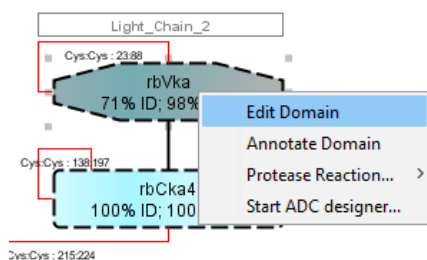 Light_Chain_2
Cys:Cys : 23:88
rbVka
71% ID; 98%
Edit Domain
Annotate Domain
Cys:Cys : 138:197
Protease Reaction...
rbCka4
Start ADC designer...
100% ID; 100
Cys:Cys : 215:224